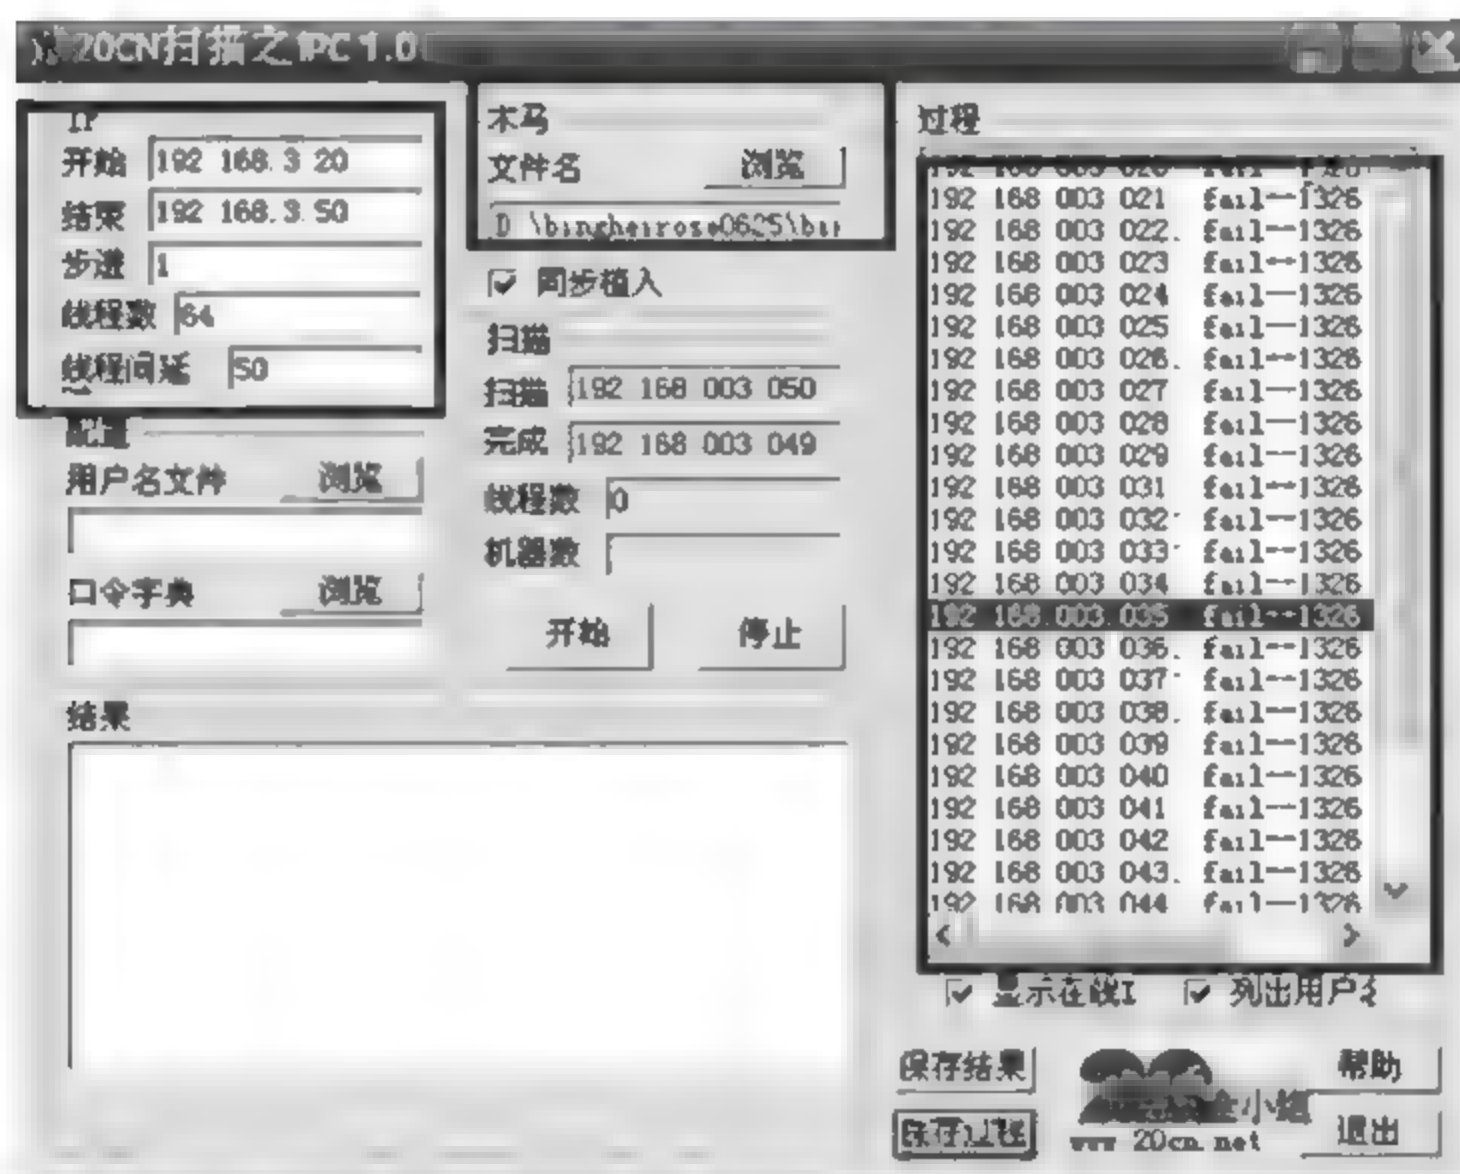 20CN扫描之IPC 1.0
IP
开始 192 168. 3 20
结束 192 168. 3 50
步进 1
线程数 64
线程间延 50
配置
用户名文件 浏览
口令字典 浏览
木马
文件名 浏览
D \bingheirose0625\bi
同步植入
扫描
扫描 192 168 003 050
完成 192 168 003 049
线程数 0
机器数
开始 停止
结果
过程
192 168 003 020 fail--1326
192 168 003 021 fail--1326
192 168 003 022. fail--1326
192 168 003 023 fail--1326
192 168 003 024 fail--1326
192 168 003 025 fail--1326
192 168 003 026. fail--1326
192 168 003 027 fail--1326
192 168 003 028 fail--1326
192 168 003 029 fail--1326
192 168 003 031 fail--1326
192 168 003 032 fail--1326
192 168 003 033 fail--1326
192 168 003 034 fail--1326
192 168.003.035 fail--1326
192 168 003 036. fail--1326
192 168 003 037 fail--1326
192 168 003 038. fail--1326
192 168 003 039 fail--1326
192 168 003 040 fail--1326
192 168 003 041 fail--1326
192 168 003 042 fail--1326
192 168 003 043. fail--1326
192 168 003 044 fail--1326
显示在线I 列出用户名
保存结果 帮助
保存过程 退出
全小组
www 20cn. net